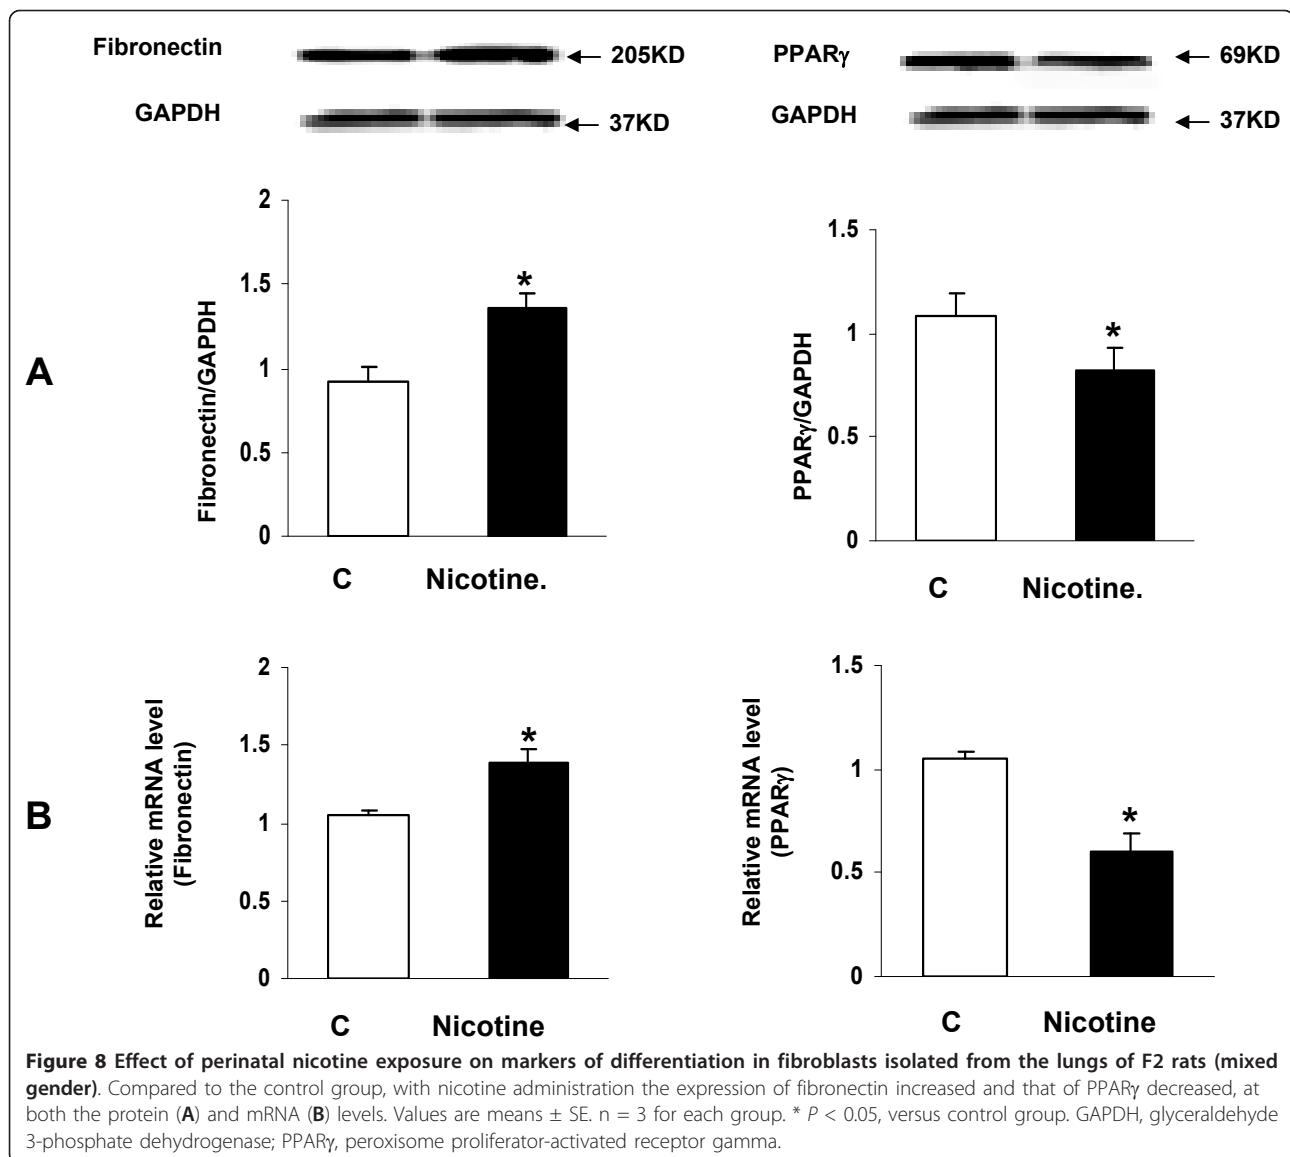 Fibronectin
← 205KD
GAPDH
← 37KD
PPARγ
← 69KD
GAPDH
← 37KD
A
Fibronectin/GAPDH
2
1.5
1
0.5
0
*
C Nicotine.
PPARγ/GAPDH
1.5
1
0.5
0
*
C Nicotine.
B
Relative mRNA level
(Fibronectin)
2
1.5
1
0.5
0
*
C Nicotine
Relative mRNA level
(PPARγ)
1.5
1
0.5
0
*
C Nicotine
Figure 8 Effect of perinatal nicotine exposure on markers of differentiation in fibroblasts isolated from the lungs of F2 rats (mixed
gender). Compared to the control group, with nicotine administration the expression of fibronectin increased and that of PPARγ decreased, at
both the protein (A) and mRNA (B) levels. Values are means ± SE. n = 3 for each group. * P < 0.05, versus control group. GAPDH, glyceraldehyde
3-phosphate dehydrogenase; PPARγ, peroxisome proliferator-activated receptor gamma.